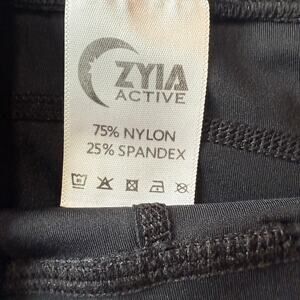 ZYIA
ACTIVE
75% NYLON
25% SPANDEX